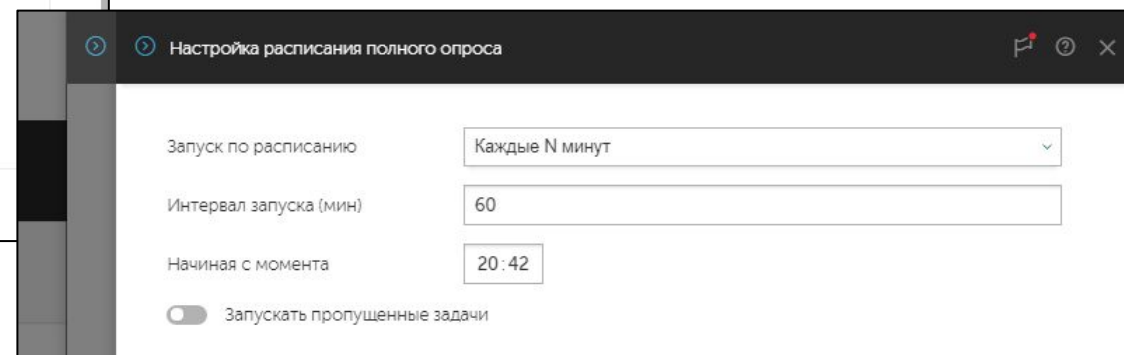 Настройка расписания полного опроса
Запуск по расписанию Каждые N минут
Интервал запуска (мин) 60
Начиная с момента 20:42
Запускать пропущенные задачи